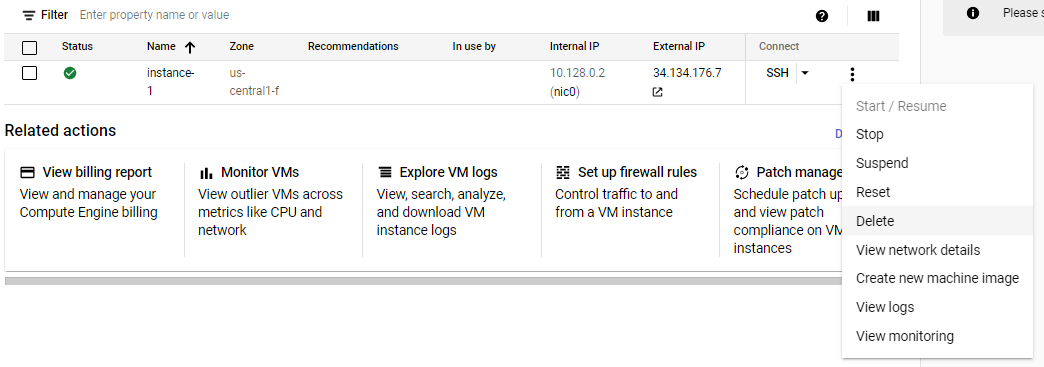 Filter Enter property name or value
Please s
Status Name Zone Recommendations In use by Internal IP External IP Connect
instance-1 us-central1-f 10.128.0.2 (nic0) 34.134.176.7 SSH
Start / Resume
Stop
Suspend
Reset
Delete
View network details
Create new machine image
View logs
View monitoring
Related actions
D
View billing report
View and manage your
Compute Engine billing
Monitor VMs
View outlier VMs across
metrics like CPU and
network
Explore VM logs
View, search, analyze,
and download VM
instance logs
Set up firewall rules
Control traffic to and
from a VM instance
Patch manage
Schedule patch up
and view patch
compliance on VM
instances